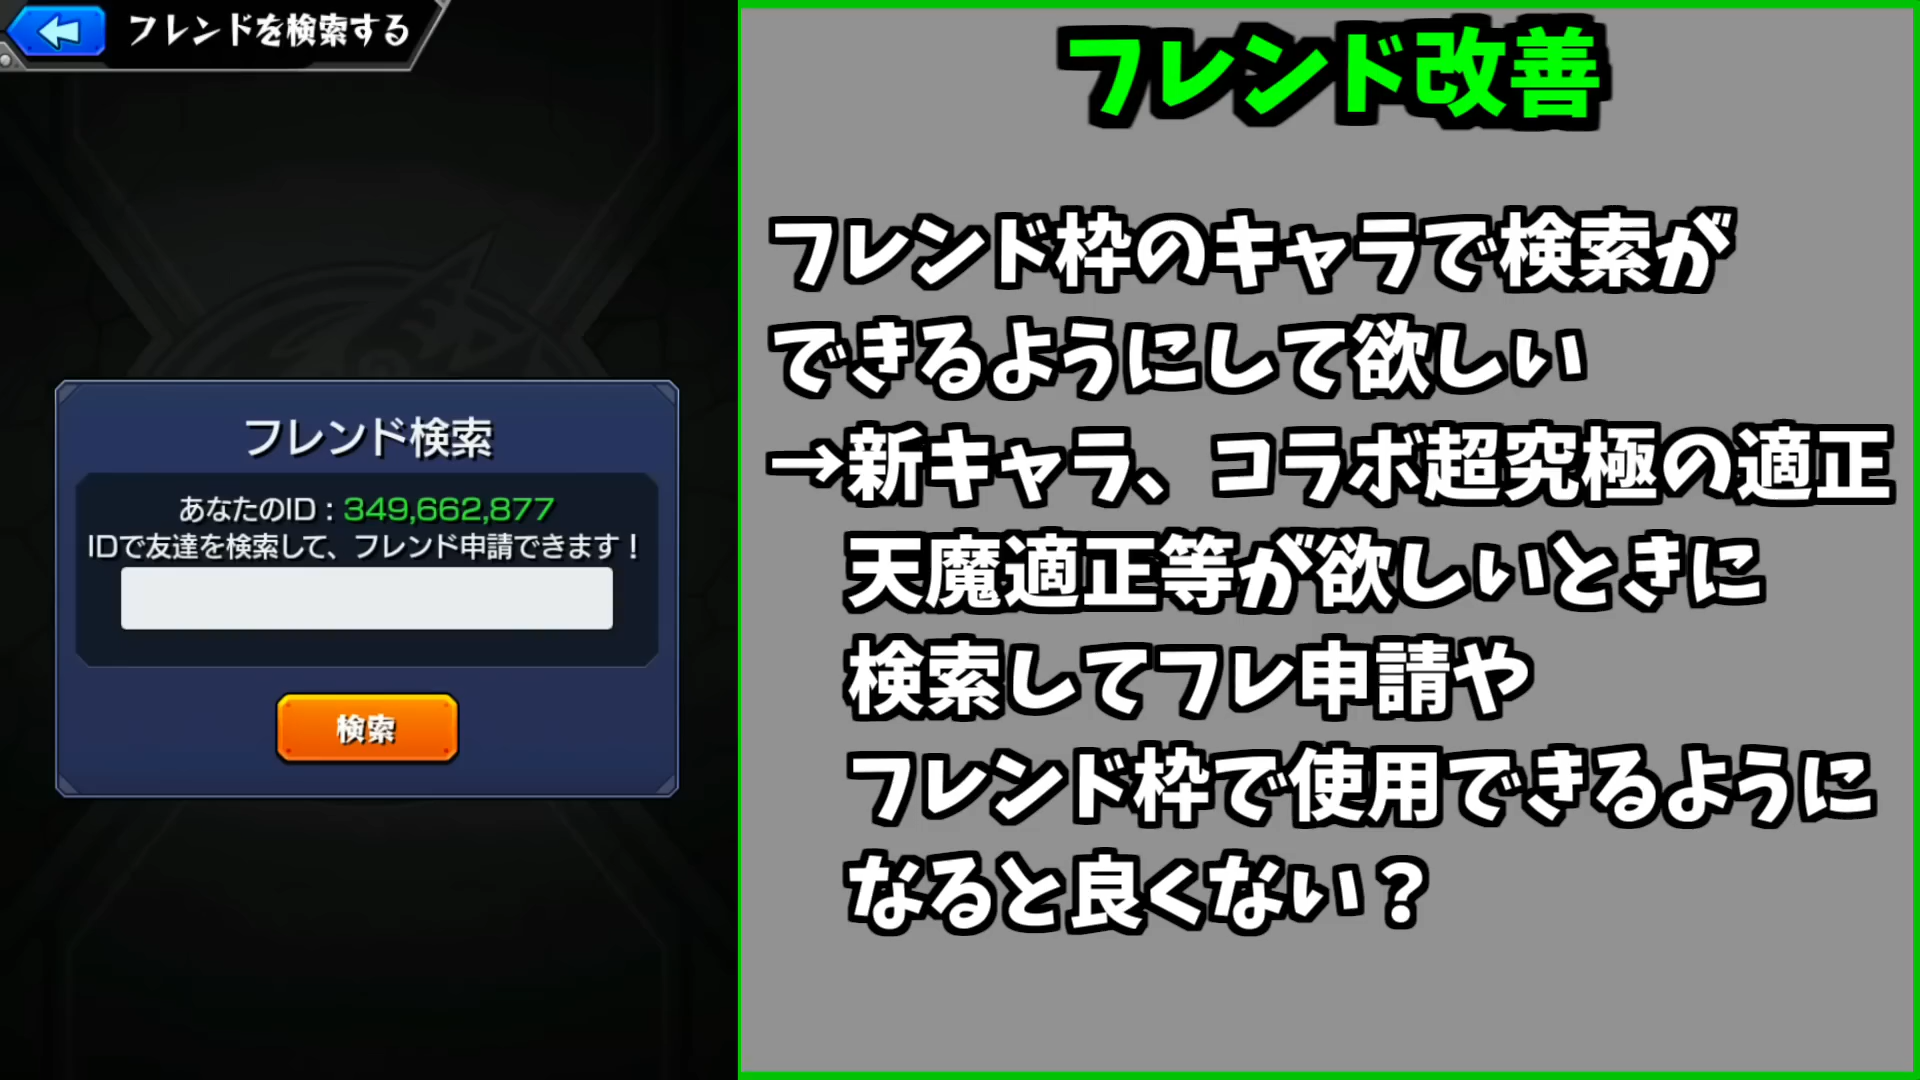 フレンドを検索する
フレンド検索
あなたのID：349,662,877
IDで友達を検索して、フレンド申請できます！
検索
フレンド改善
フレンド枠のキャラで検索が
できるようにして欲しい
→新キャラ、コラボ超究極の適正
天魔適正等が欲しいときに
検索してフレ申請や
フレンド枠で使用できるように
なると良くない？